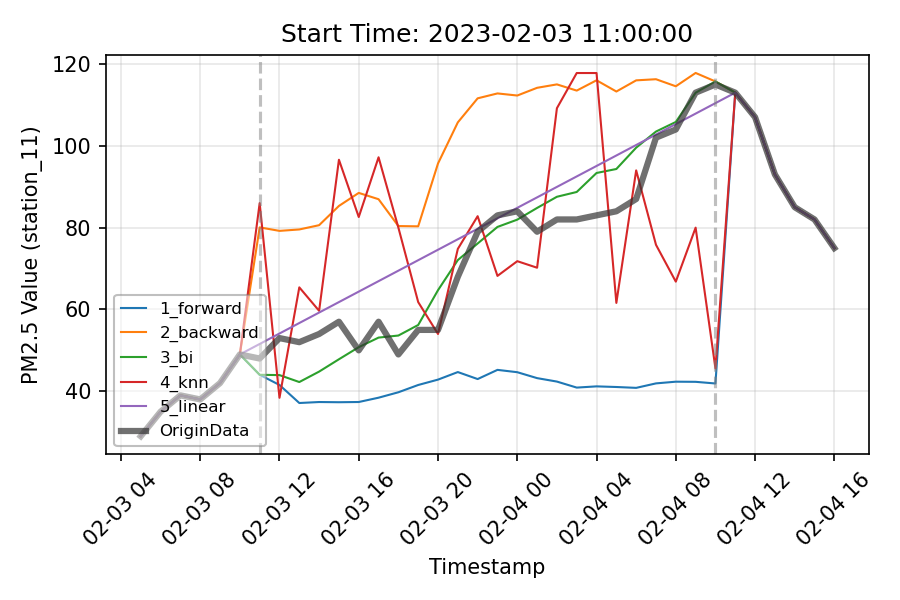 Start Time: 2023-02-03 11:00:00
120
100
80
60
40
PM2.5 Value (station_11)
1_forward
2_backward
3_bi
4_knn
5_linear
OriginData
02-03 04
02-03 08
02-03 12
02-03 16
02-03 20
02-04 00
02-04 04
02-04 08
02-04 12
02-04 16
Timestamp